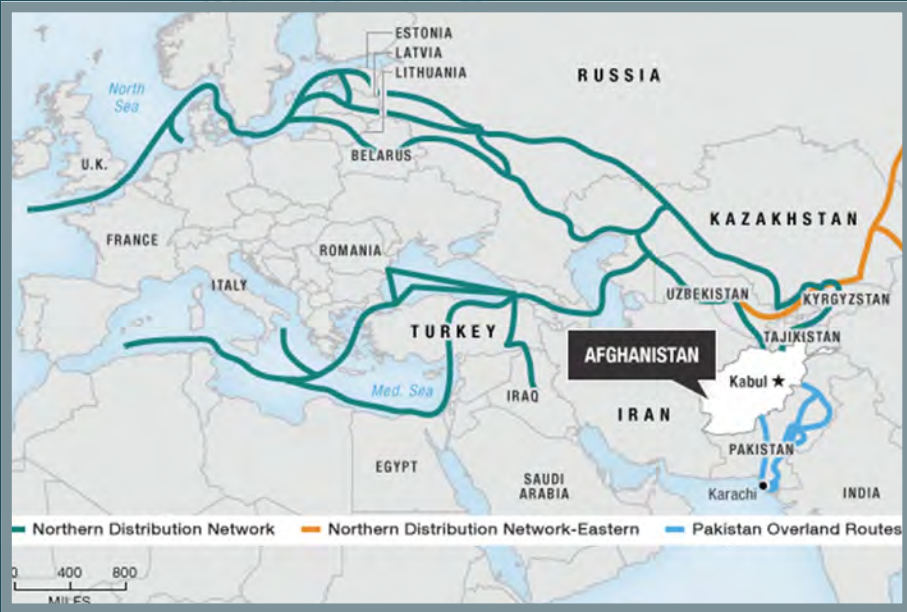 ESTONIA
LATVIA
LITHUANIA
RUSSIA
North
Sea
U.K.
BELARUS
KAZAKHSTAN
FRANCE
ROMANIA
ITALY
UZBEKISTAN
KYRGYZSTAN
TURKEY
TAJIKISTAN
AFGHANISTAN
Kabul
Med. Sea
IRAQ
IRAN
PAKISTAN
EGYPT
SAUDI
ARABIA
Karachi
INDIA
Northern Distribution Network
Northern Distribution Network-Eastern
Pakistan Overland Routes
0 400 800
MILES